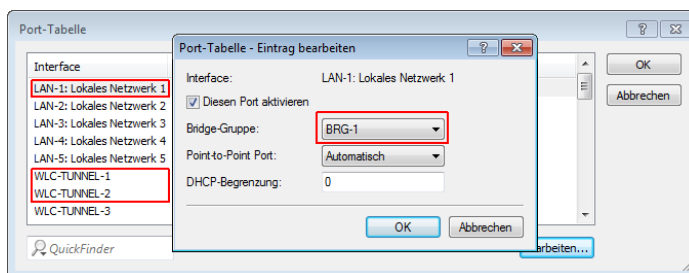 Port-Tabelle
Interface
LAN-1: Lokales Netzwerk 1
LAN-2: Lokales Netzwerk 2
LAN-3: Lokales Netzwerk 3
LAN-4: Lokales Netzwerk 4
LAN-5: Lokales Netzwerk 5
WLC-TUNNEL-1
WLC-TUNNEL-2
WLC-TUNNEL-3
QuickFinder
OK
Abbrechen
Port-Tabelle - Eintrag bearbeiten
Interface: LAN-1: Lokales Netzwerk 1
Diesen Port aktivieren
Bridge-Gruppe: BRG-1
Point-to-Point Port: Automatisch
DHCP-Begrenzung: 0
OK Abbrechen
arbeiten...